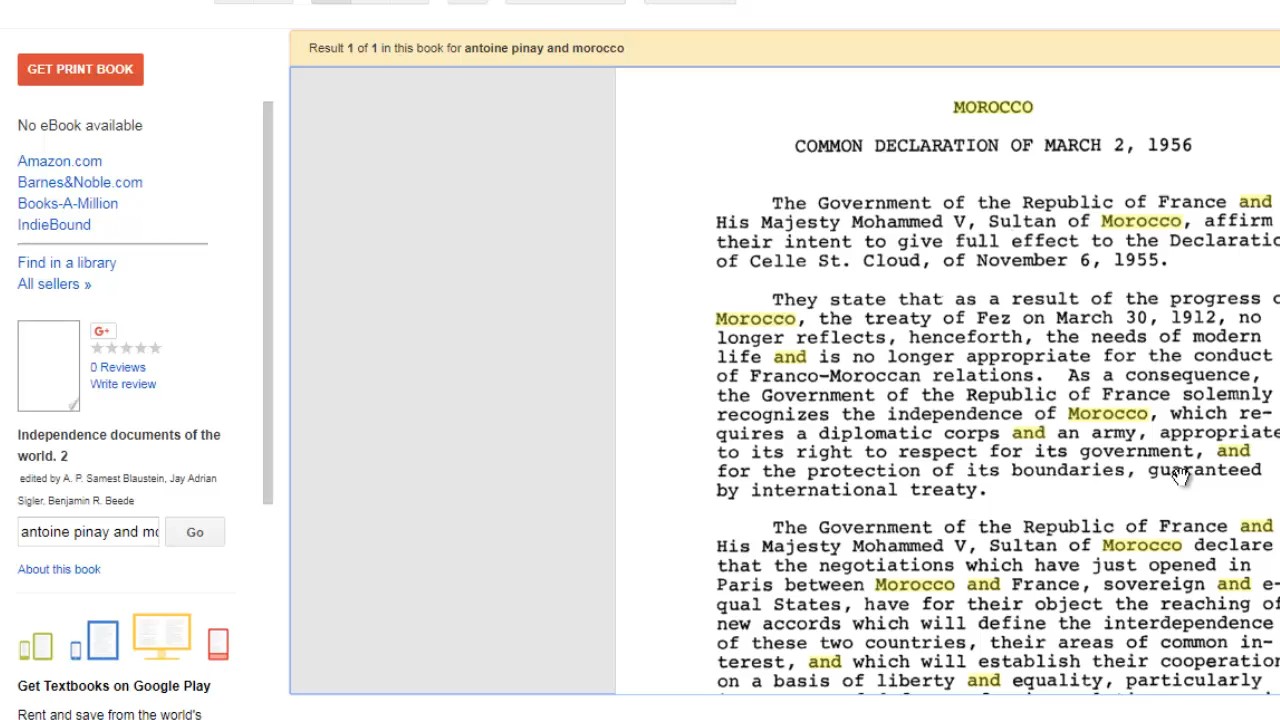 Result 1 of 1 in this book for antoine pinay and morocco
GET PRINT BOOK
No eBook available
Amazon.com
Barnes&Noble.com
Books-A-Million
IndieBound
Find in a library
All sellers »
G+
0 Reviews
Write review
Independence documents of the
world. 2
edited by A. P. Samest Blaustein, Jay Adrian
Sigler, Benjamin R. Beede
antoine pinay and mo
Go
About this book
Get Textbooks on Google Play
Rent and save from the world's
MOROCCO
COMMON DECLARATION OF MARCH 2, 1956
The Government of the Republic of France and
His Majesty Mohammed V, Sultan of Morocco, affirm
their intent to give full effect to the Declaratio
of Celle St. Cloud, of November 6, 1955.
They state that as a result of the progress o
Morocco, the treaty of Fez on March 30, 1912, no
longer reflects, henceforth, the needs of modern
life and is no longer appropriate for the conduct
of Franco-Moroccan relations. As a consequence,
the Government of the Republic of France solemnly
recognizes the independence of Morocco, which re-
quires a diplomatic corps and an army, appropriate
to its right to respect for its government, and
for the protection of its boundaries, guaranteed
by international treaty.
The Government of the Republic of France and
His Majesty Mohammed V, Sultan of Morocco declare
that the negotiations which have just opened in
Paris between Morocco and France, sovereign and e-
qual States, have for their object the reaching of
new accords which will define the interdependence
of these two countries, their areas of common in-
terest, and which will establish their cooperation
on a basis of liberty and equality, particularly